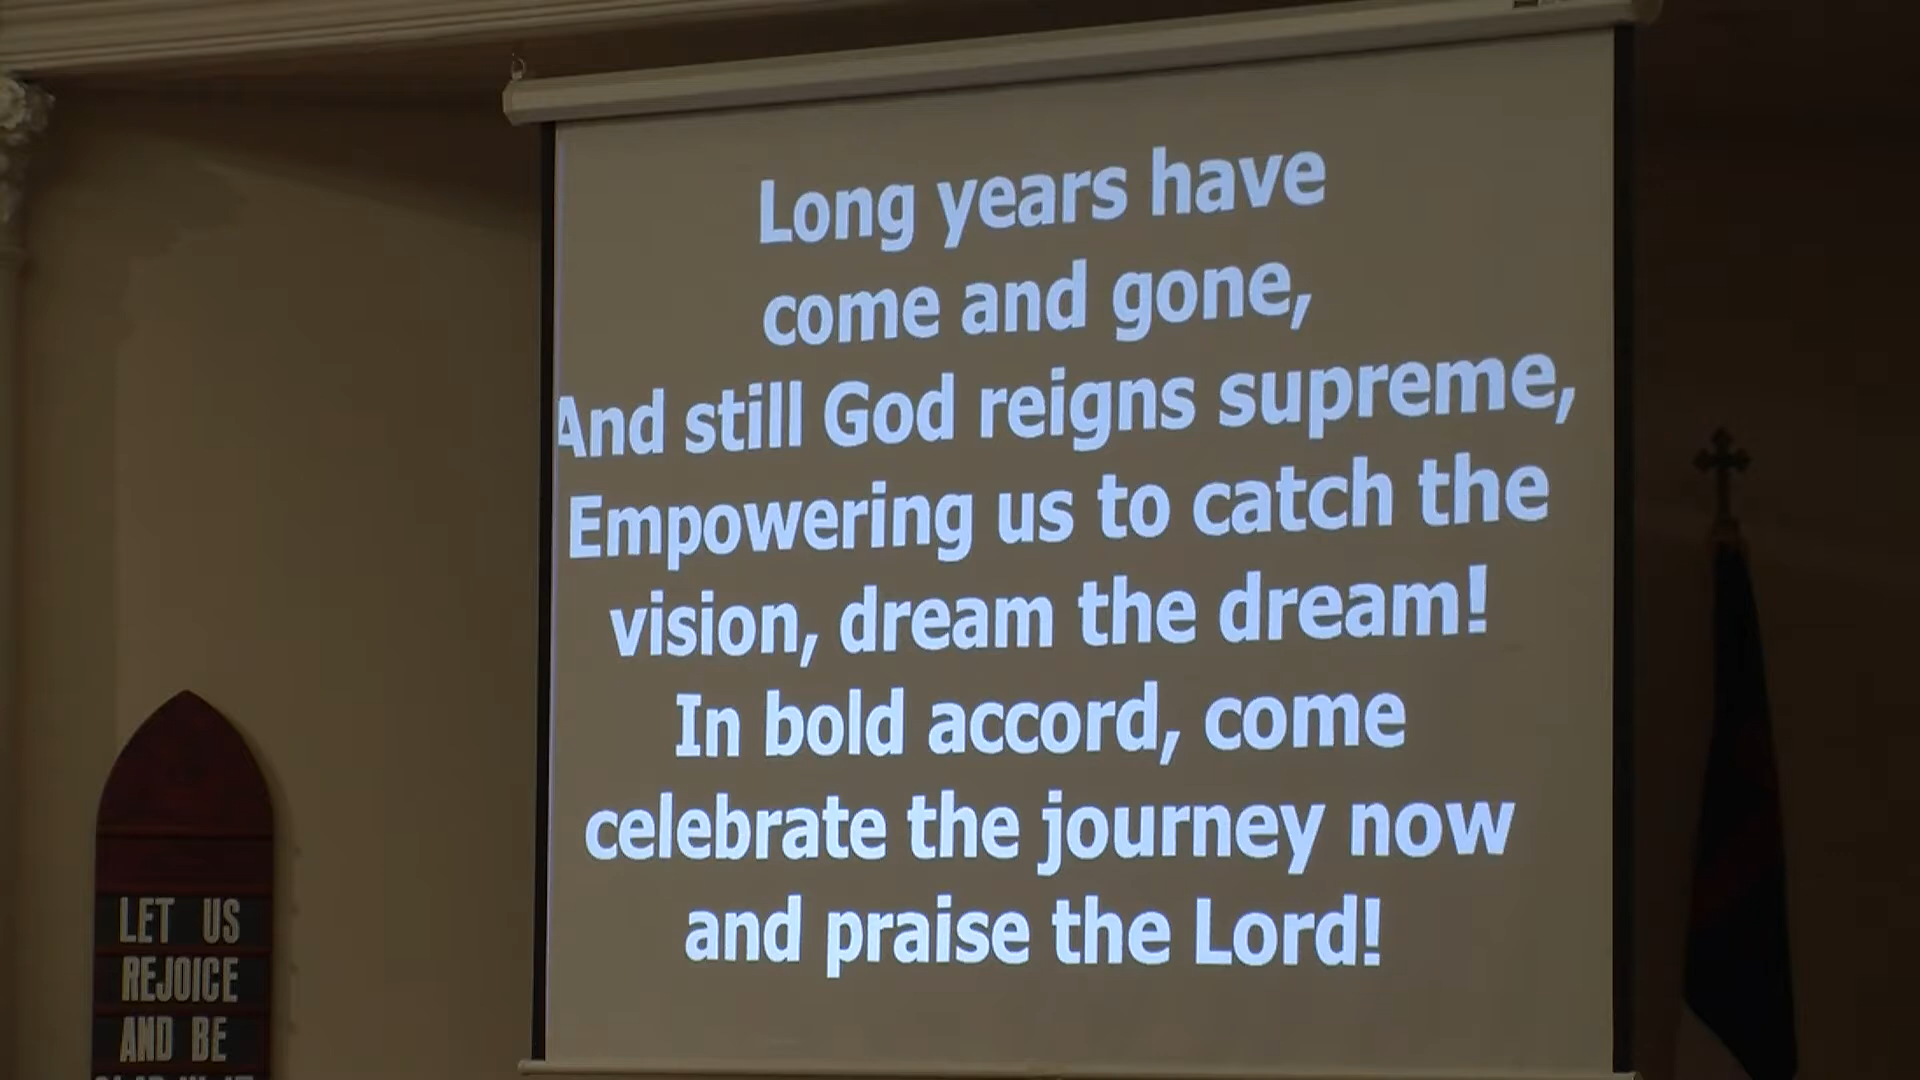 Long years have
come and gone,
And still God reigns supreme,
Empowering us to catch the
vision, dream the dream!
In bold accord, come
celebrate the journey now
and praise the Lord!
LET US
REJOICE
AND BE